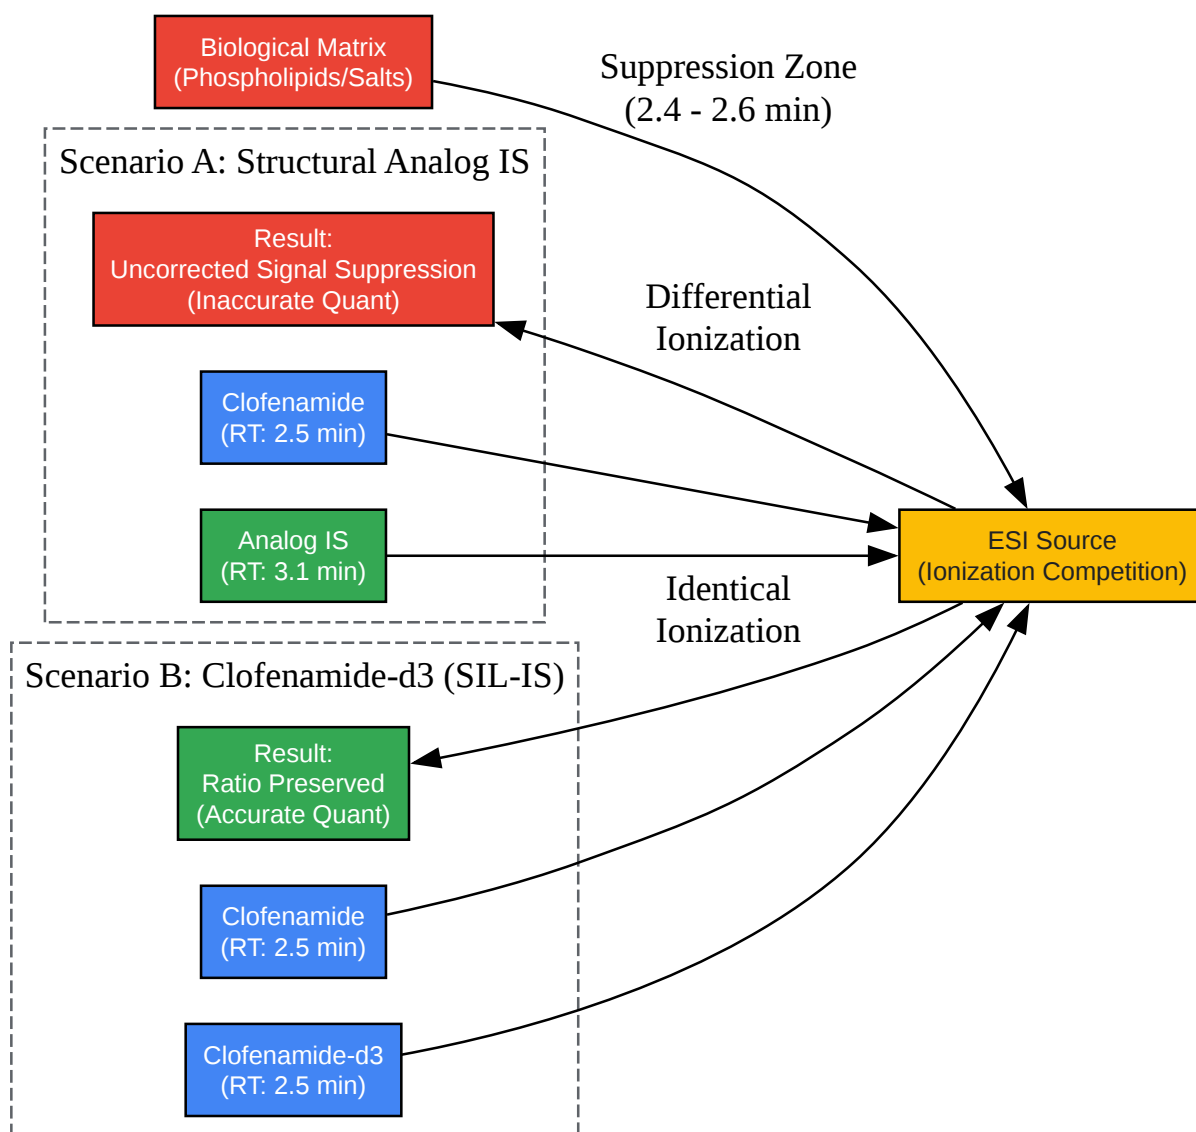 Biological Matrix
(Phospholipids/Salts)
Suppression Zone
(2.4 - 2.6 min)
Scenario A: Structural Analog IS
Result:
Uncorrected Signal Suppression
(Inaccurate Quant)
Differential
Ionization
Clofenamide
(RT: 2.5 min)
Analog IS
(RT: 3.1 min)
ESI Source
(Ionization Competition)
Identical
Ionization
Scenario B: Clofenamide-d3 (SIL-IS)
Result:
Ratio Preserved
(Accurate Quant)
Clofenamide
(RT: 2.5 min)
Clofenamide-d3
(RT: 2.5 min)